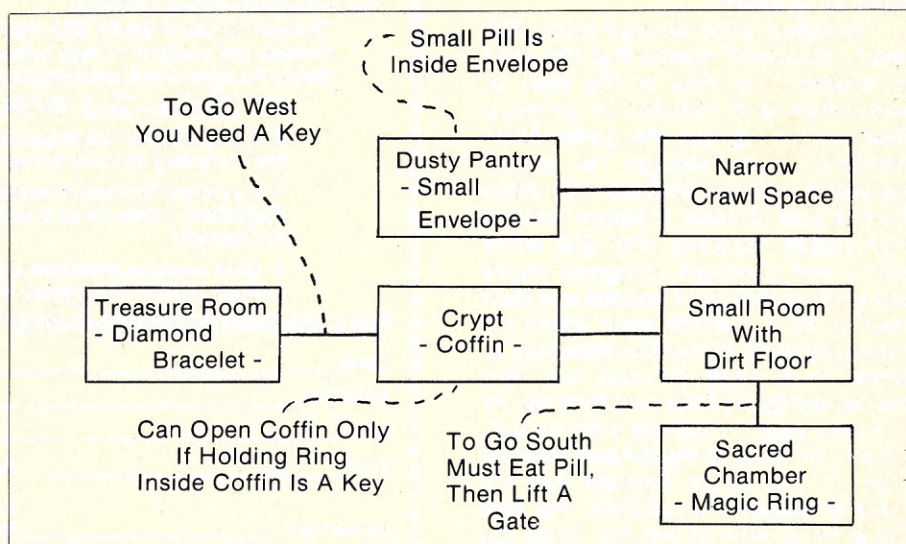 Small Pill Is
Inside Envelope
To Go West
You Need A Key
Dusty Pantry
- Small
Envelope -
Narrow
Crawl Space
Treasure Room
- Diamond
Bracelet -
Crypt
- Coffin -
Small Room
With
Dirt Floor
Can Open Coffin Only
If Holding Ring
Inside Coffin Is A Key
To Go South
Must Eat Pill,
Then Lift A
Gate
Sacred
Chamber
- Magic Ring -